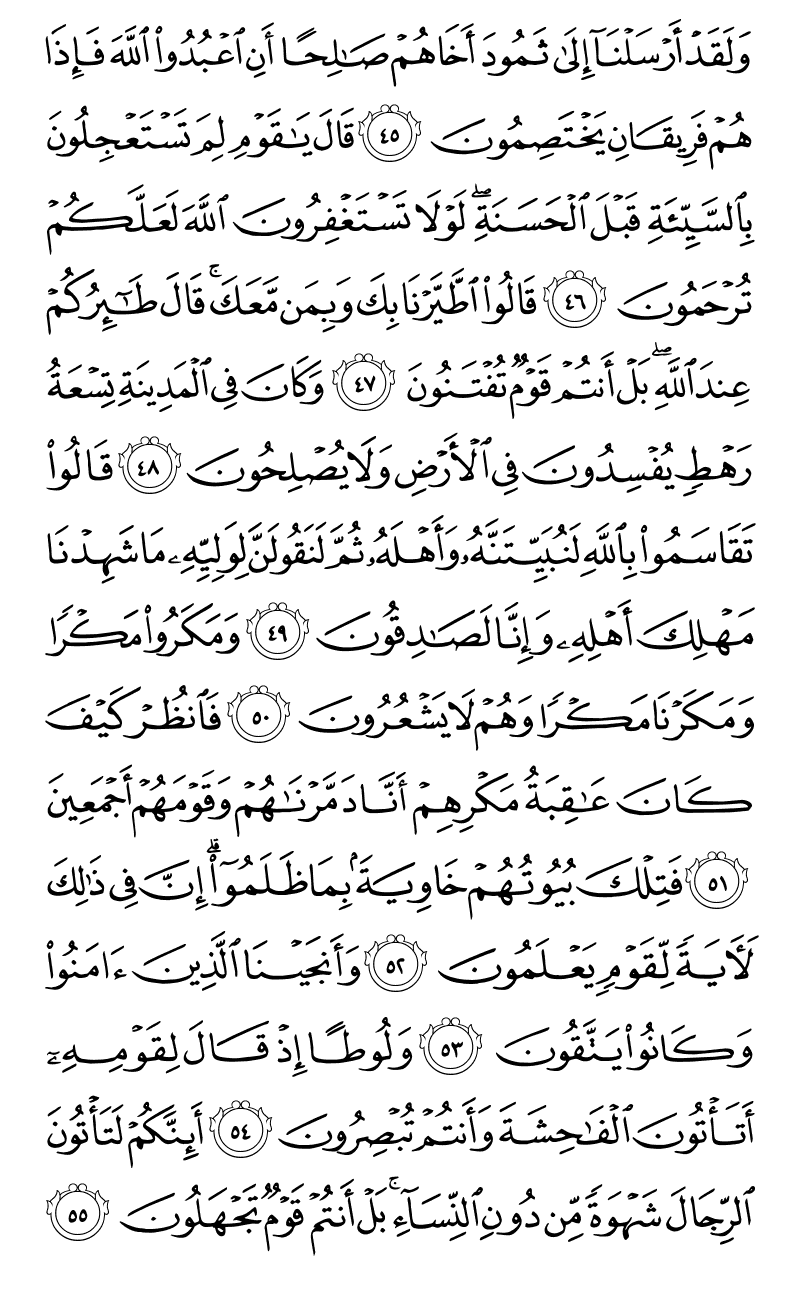 وَلَقَدْ أَرْسَلْنَآ إِلَىٰ ثَمُودَ أَخَاهُمْ صَـٰلِحًا أَنِ ٱعْبُدُوا۟ ٱللَّهَ فَإِذَا
هُمْ فَرِيقَانِ يَخْتَصِمُونَ ٤٥ قَالَ يَـٰقَوْمِ لِمَ تَسْتَعْجِلُونَ
بِٱلسَّيِّئَةِ قَبْلَ ٱلْحَسَنَةِ ۖ لَوْلَا تَسْتَغْفِرُونَ ٱللَّهَ لَعَلَّكُمْ
تُرْحَمُونَ ٤٦ قَالُوا۟ ٱطَّيَّرْنَا بِكَ وَبِمَن مَّعَكَ ۚ قَالَ طَـٰٓئِرُكُمْ
عِندَ ٱللَّهِ ۖ بَلْ أَنتُمْ قَوْمٌ تُفْتَنُونَ ٤٧ وَكَانَ فِى ٱلْمَدِينَةِ تِسْعَةُ
رَهْطٍ يُفْسِدُونَ فِى ٱلْأَرْضِ وَلَا يُصْلِحُونَ ٤٨ قَالُوا۟
تَقَاسَمُوا۟ بِٱللَّهِ لَنُبَيِّتَنَّهُۥ وَأَهْلَهُۥ ثُمَّ لَنَقُولَنَّ لِوَلِيِّهِۦ مَا شَهِدْنَا
مَهْلِكَ أَهْلِهِۦ وَإِنَّا لَصَـٰدِقُونَ ٤٩ وَمَكَرُوا۟ مَكْرًا
وَمَكَرْنَا مَكْرًا وَهُمْ لَا يَشْعُرُونَ ٥٠ فَٱنظُرْ كَيْفَ
كَانَ عَـٰقِبَةُ مَكْرِهِمْ أَنَّا دَمَّرْنَـٰهُمْ وَقَوْمَهُمْ أَجْمَعِينَ
٥١ فَتِلْكَ بُيُوتُهُمْ خَاوِيَةًۢ بِمَا ظَلَمُوٓا۟ ۗ إِنَّ فِى ذَٰلِكَ
لَـَٔايَةً لِّقَوْمٍ يَعْلَمُونَ ٥٢ وَأَنجَيْنَا ٱلَّذِينَ ءَامَنُوا۟
وَكَانُوا۟ يَتَّقُونَ ٥٣ وَلُوطًا إِذْ قَالَ لِقَوْمِهِۦٓ
أَتَأْتُونَ ٱلْفَـٰحِشَةَ وَأَنتُمْ تُبْصِرُونَ ٥٤ أَئِنَّكُمْ لَتَأْتُونَ
ٱلرِّجَالَ شَهْوَةً مِّن دُونِ ٱلنِّسَآءِ ۚ بَلْ أَنتُمْ قَوْمٌ تَجْهَلُونَ ٥٥